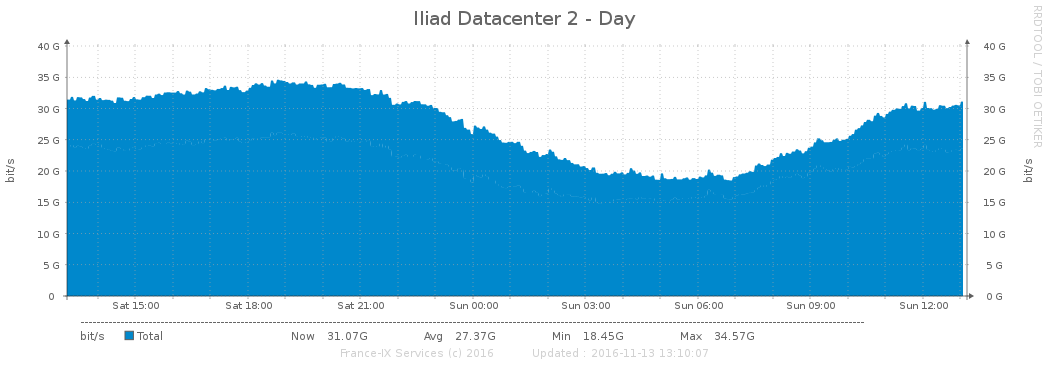 Iliad Datacenter 2 - Day
RRDTOOL / TOBI OETIKER
40 G 40 G
35 G 35 G
30 G 30 G
25 G 25 G
20 G 20 G
15 G 15 G
10 G 10 G
5 G 5 G
0 0 G
bit/s bit/s
Sat 15:00 Sat 18:00 Sat 21:00 Sun 00:00 Sun 03:00 Sun 06:00 Sun 09:00 Sun 12:00
bit/s Total Now 31.07G Avg 27.37G Min 18.45G Max 34.57G
France-IX Services (c) 2016 Updated : 2016-11-13 13:10:07